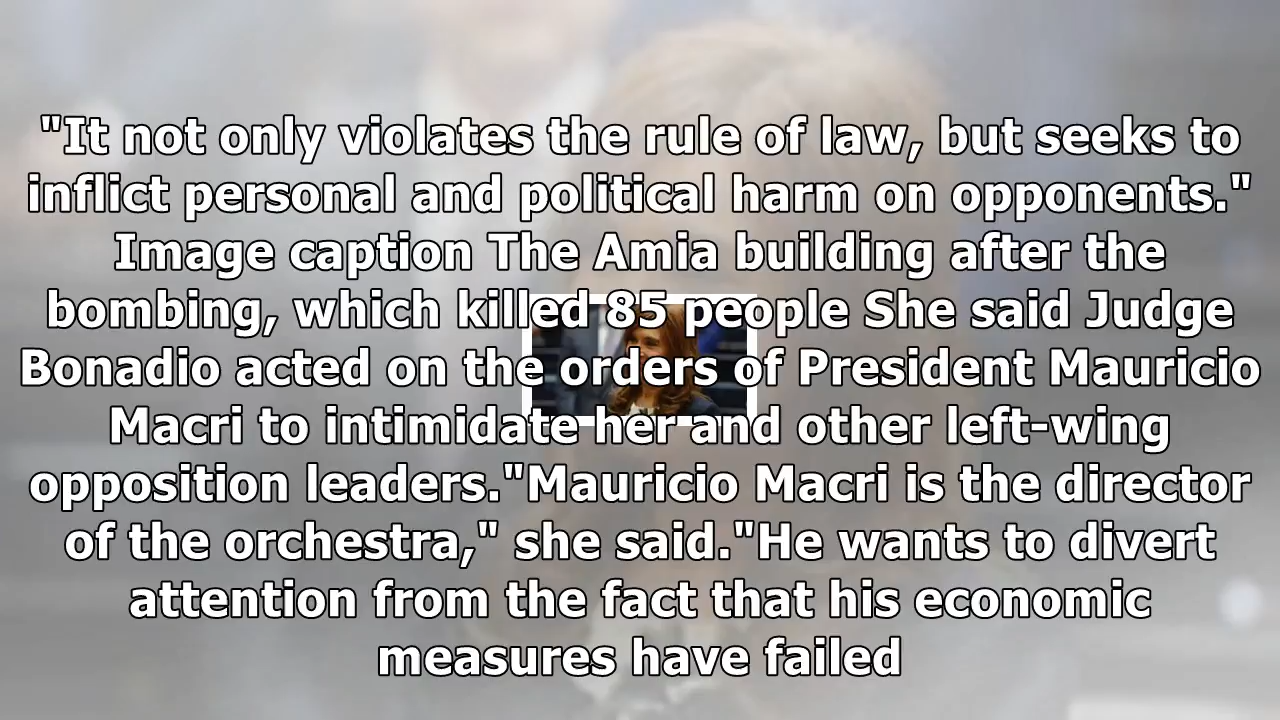 "It not only violates the rule of law, but seeks to
inflict personal and political harm on opponents."
Image caption The Amia building after the
bombing, which killed 85 people She said Judge
Bonadio acted on the orders of President Mauricio
Macri to intimidate her and other left-wing
opposition leaders."Mauricio Macri is the director
of the orchestra," she said."He wants to divert
attention from the fact that his economic
measures have failed